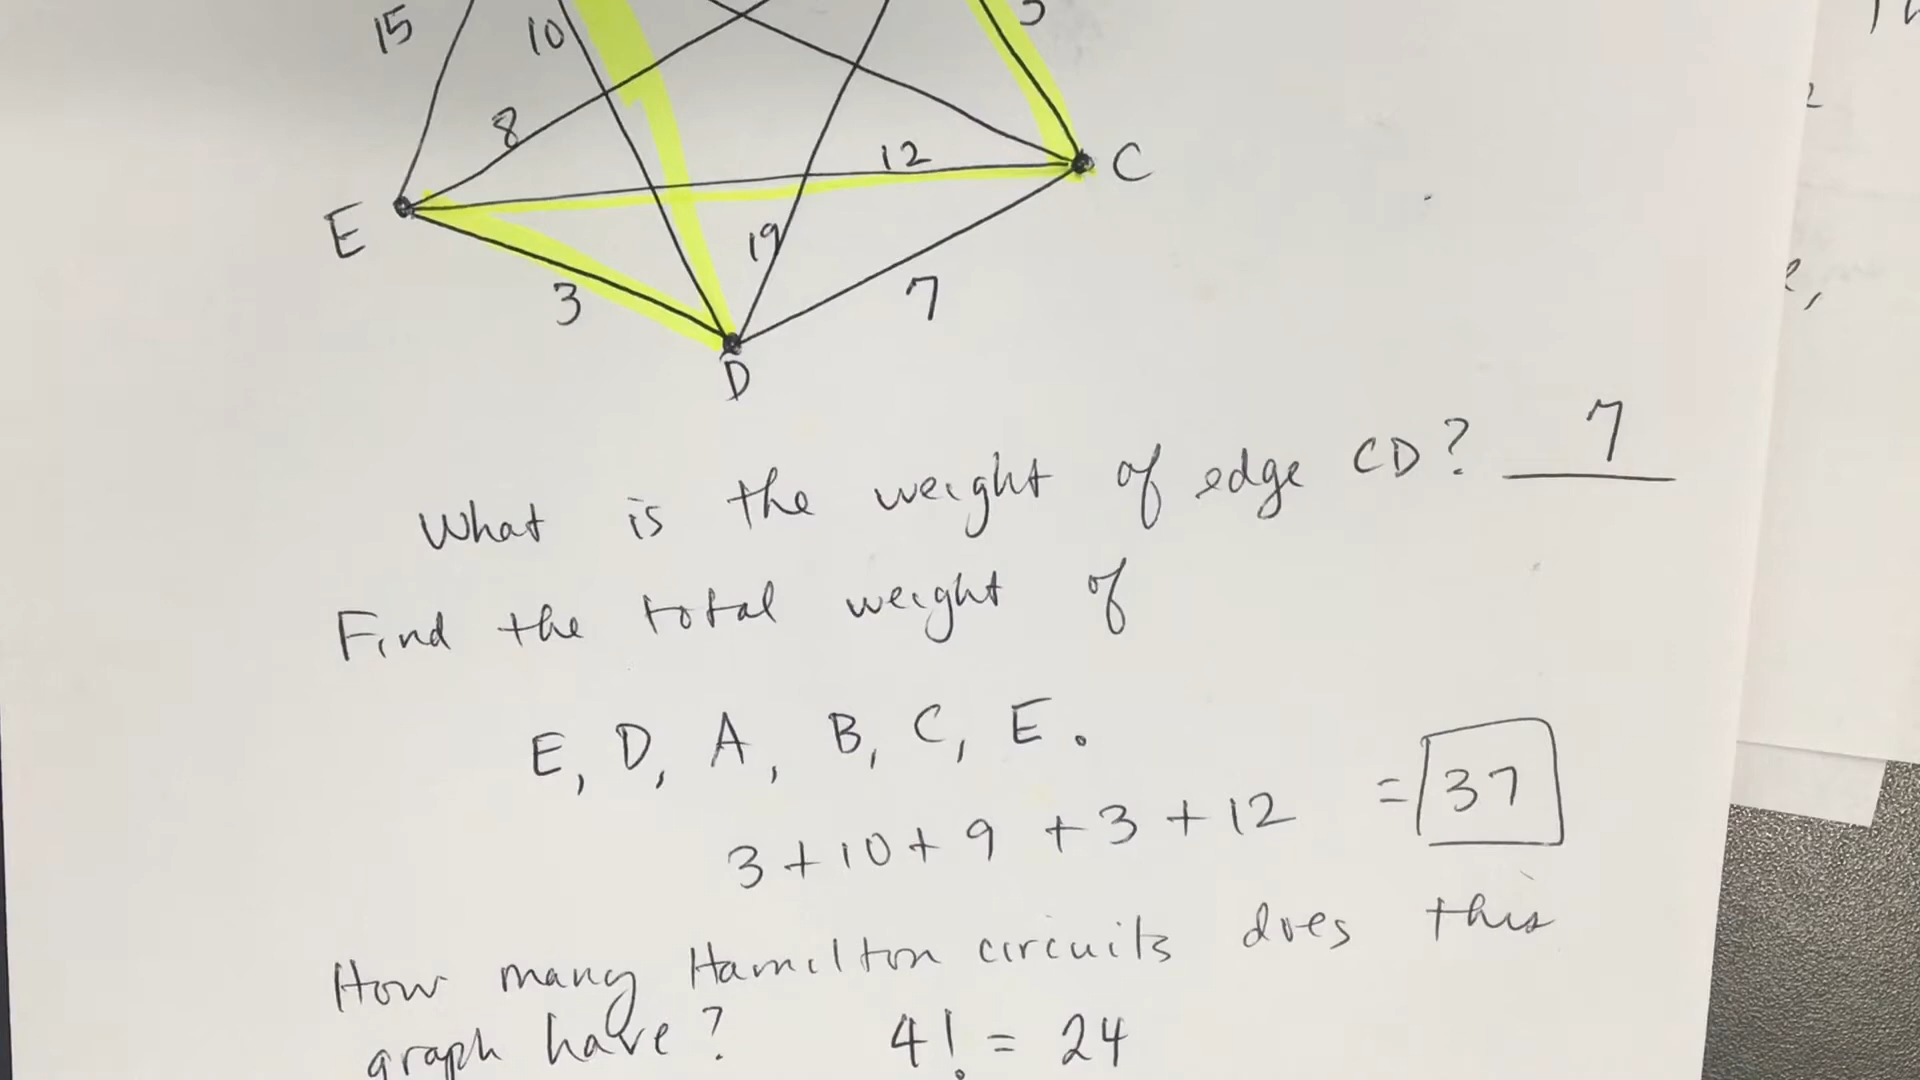 15
10
3
8
12
C
E
19
3
7
D
What is the weight of edge CD? 7
Find the total weight of
E, D, A, B, C, E.
3 + 10 + 9 + 3 + 12 = 37
How many Hamilton circuits does this
graph have? 4! = 24